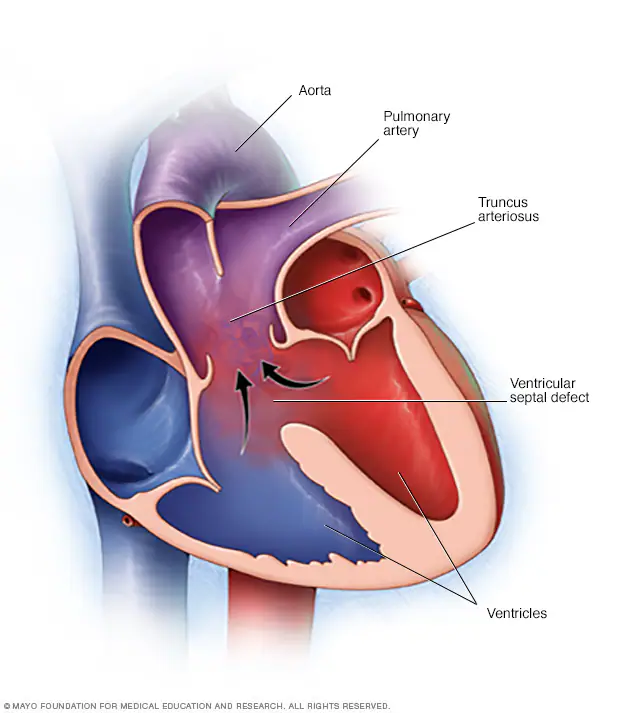 Aorta
Pulmonary
artery
Truncus
arteriosus
Ventricular
septal defect
Ventricles
© MAYO FOUNDATION FOR MEDICAL EDUCATION AND RESEARCH. ALL RIGHTS RESERVED.